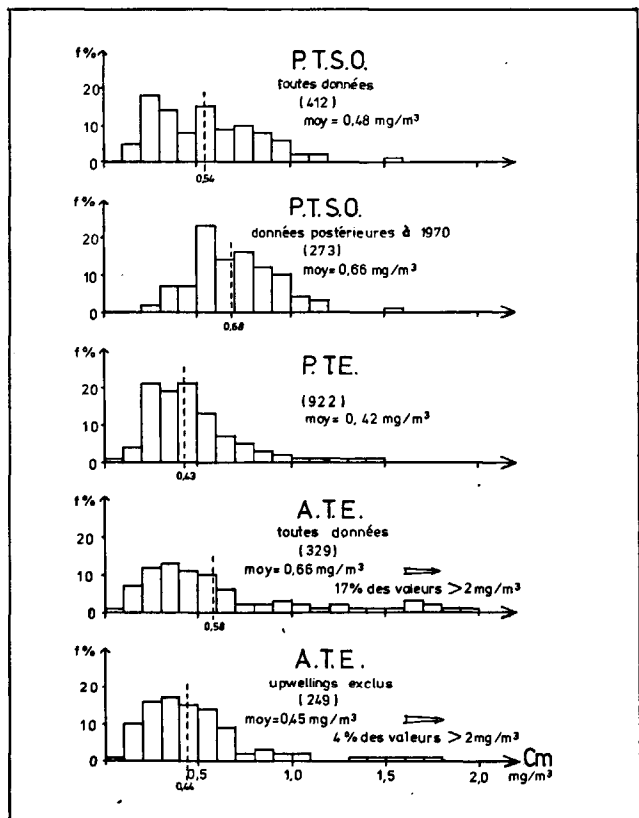 f%
P.T.S.O.
toutes données
(412)
moy = 0,48 mg/m³
20
10
0
0,54
f%
P.T.S.O.
données postérieures à 1970
(273)
moy = 0,66 mg/m³
20
10
0
0,68
f%
P.T.E.
(922)
moy = 0,42 mg/m³
20
10
0
0,43
f%
A.T.E.
toutes données
(329)
moy = 0,66 mg/m³
17% des valeurs > 2mg/m³
20
10
0
0,58
f%
A.T.E.
upwellings exclus
(249)
moy=0,45 mg/m³
4% des valeurs > 2mg/m³
20
10
0
0,44
0,5
1,0
1,5
2,0
Cm
mg/m³